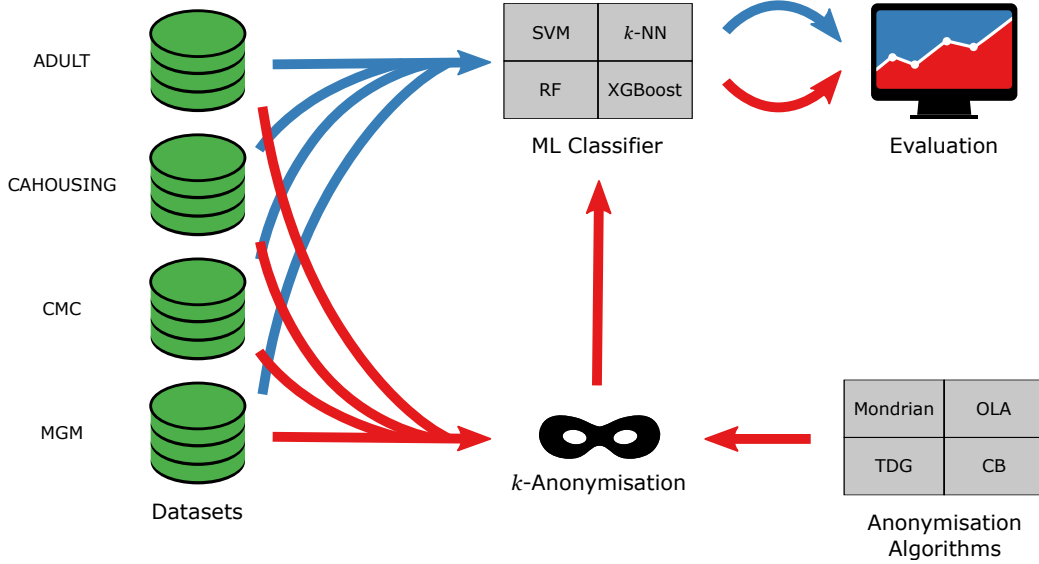 ADULT
CAHOUSING
CMC
MGM
Datasets
SVM
k-NN
RF
XGBoost
ML Classifier
Evaluation
k-Anonymisation
Mondrian
OLA
TDG
CB
Anonymisation
Algorithms